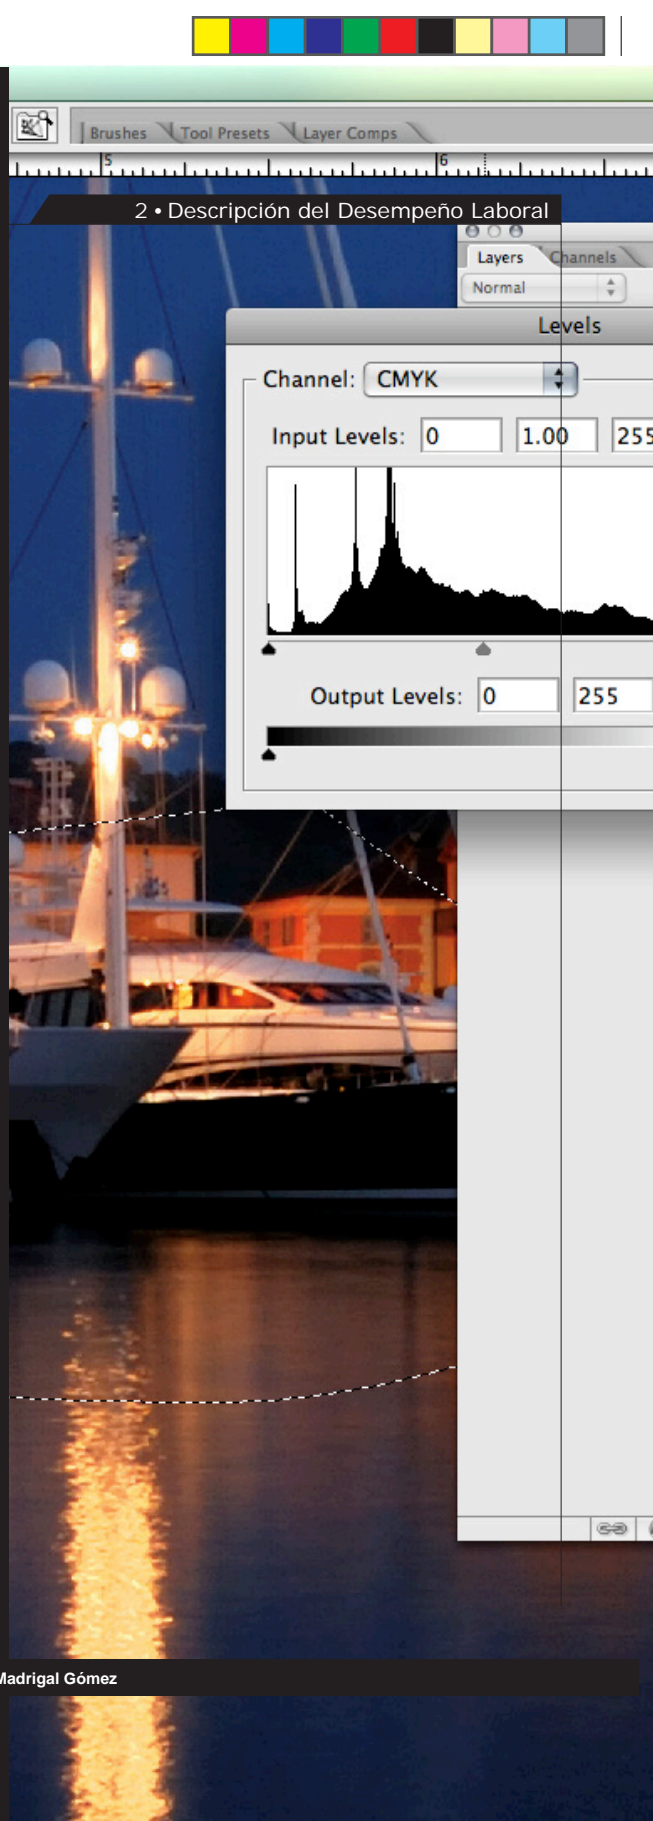 Brushes Tool Presets Layer Comps
5 6
2 • Descripción del Desempeño Laboral
Layers Channels
Normal
Levels
Channel: CMYK
Input Levels: 0 1.00 255
Output Levels: 0 255
Madrigal Gómez